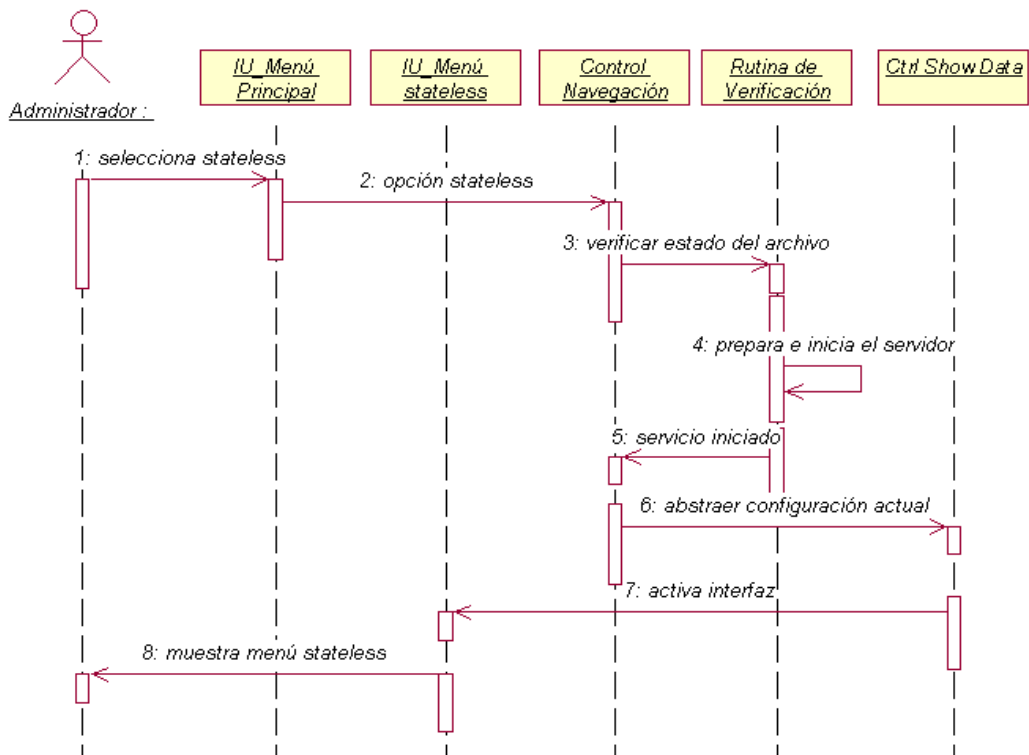 IU_Menú
Principal
IU_Menú
stateless
Control
Navegación
Rutina de
Verificación
Ctrl Show Data
Administrador :
1: selecciona stateless
2: opción stateless
3: verificar estado del archivo
4: prepara e inicia el servidor
5: servicio iniciado
6: abstraer configuración actual
7: activa interfaz
8: muestra menú stateless